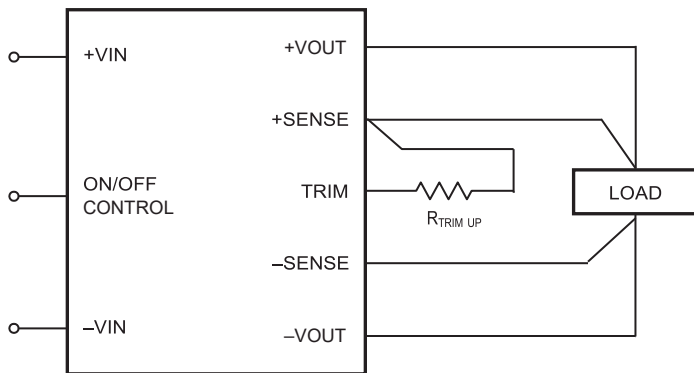 +VIN
+VOUT
+SENSE
ON/OFF
CONTROL
TRIM
RTRIM UP
LOAD
–SENSE
–VIN
–VOUT